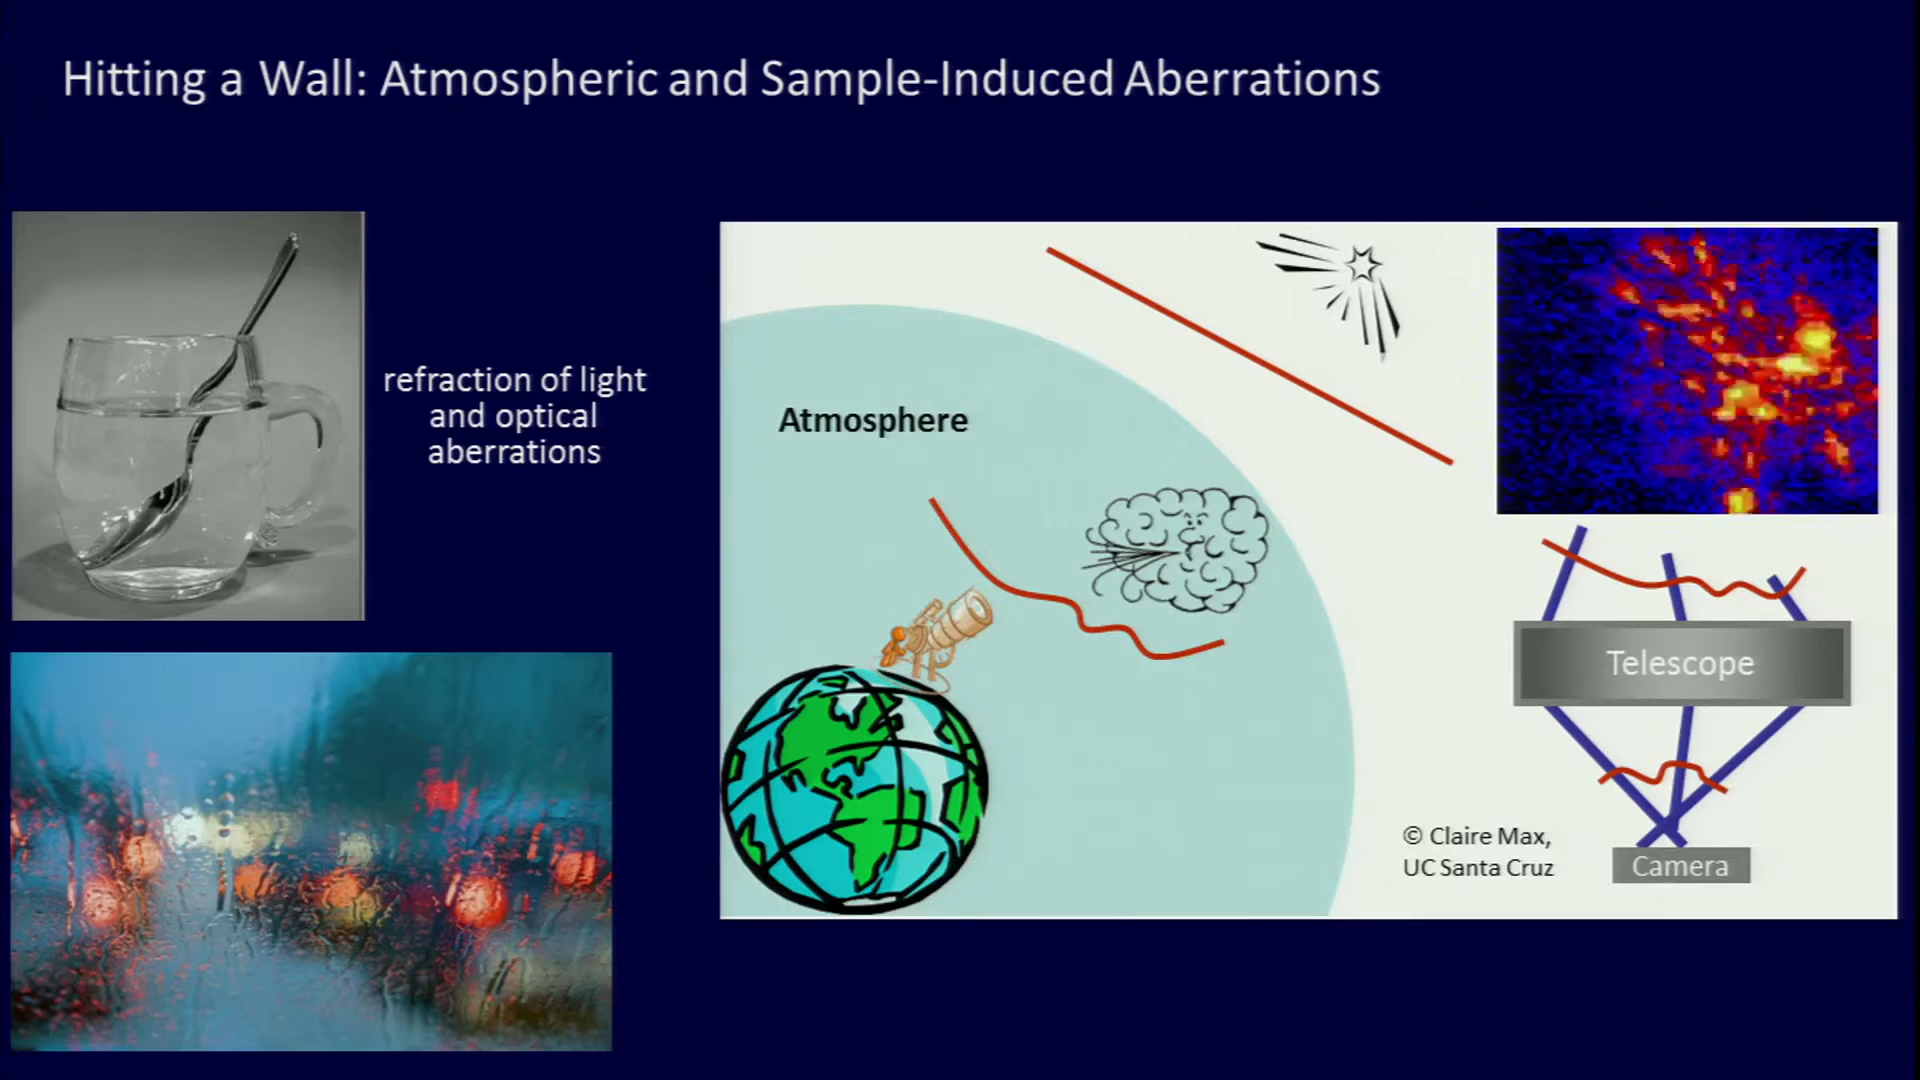 Hitting a Wall: Atmospheric and Sample-Induced Aberrations
refraction of light
and optical
aberrations
Atmosphere
Telescope
© Claire Max,
UC Santa Cruz
Camera